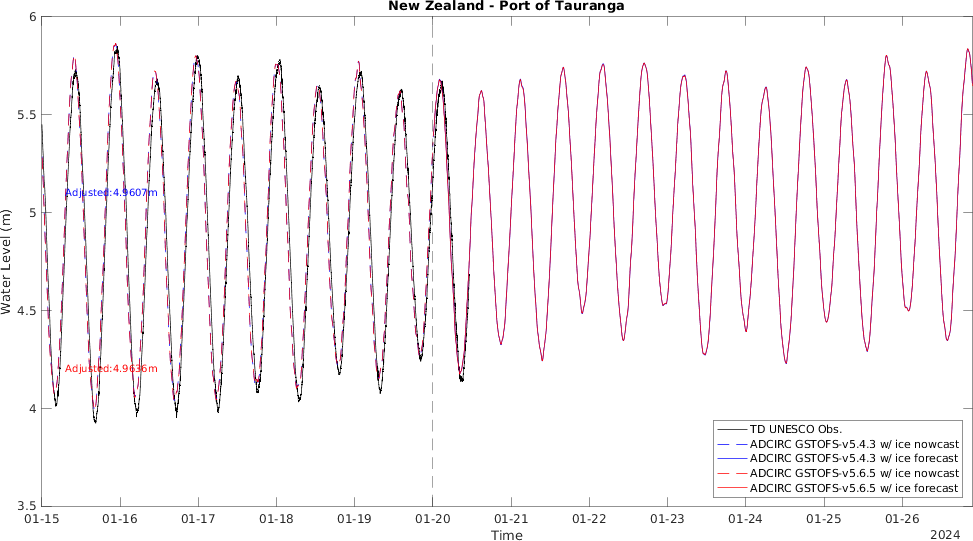 New Zealand - Port of Tauranga
6
5.5
5
4.5
4
3.5
Water Level (m)
Adjusted:4.9607m
Adjusted:4.9636m
TD UNESCO Obs.
ADCIRC GSTOFS-v5.4.3 w/ ice nowcast
ADCIRC GSTOFS-v5.4.3 w/ ice forecast
ADCIRC GSTOFS-v5.6.5 w/ ice nowcast
ADCIRC GSTOFS-v5.6.5 w/ ice forecast
01-15 01-16 01-17 01-18 01-19 01-20 01-21 01-22 01-23 01-24 01-25 01-26
Time
2024